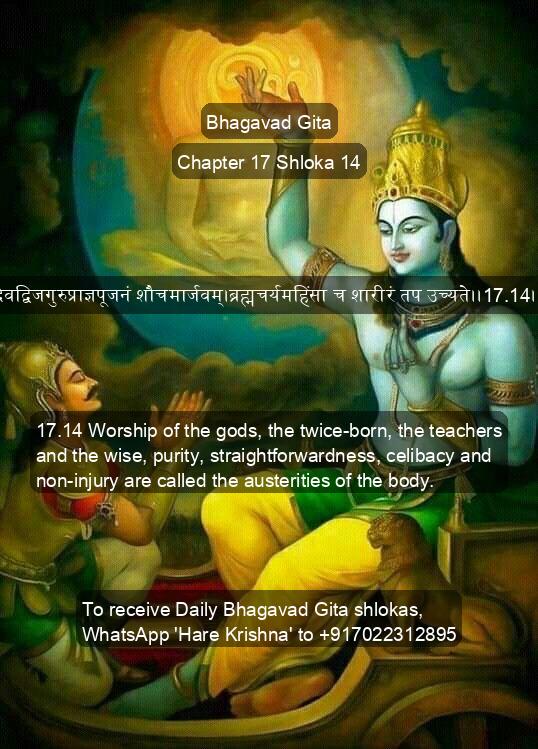 Bhagavad Gita
Chapter 17 Shloka 14
ेवद्विजगुरुप्राज्ञपूजनं शौचमार्जवम्।ब्रह्मचर्यमहिंसा च शारीरं तप उच्यते।।17.14।
17.14 Worship of the gods, the twice-born, the teachers
and the wise, purity, straightforwardness, celibacy and
non-injury are called the austerities of the body.
To receive Daily Bhagavad Gita shlokas,
WhatsApp 'Hare Krishna' to +917022312895